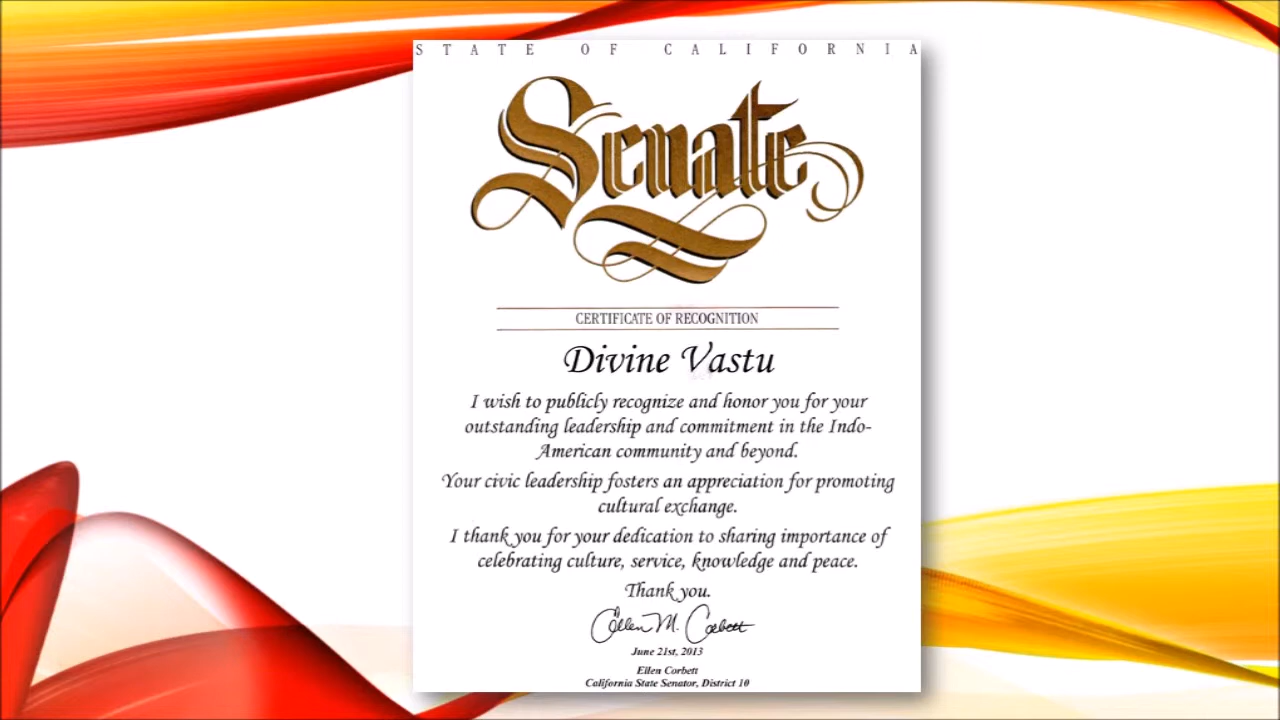 STATE OF CALIFORNIA
Senate
CERTIFICATE OF RECOGNITION
Divine Vastu
I wish to publicly recognize and honor you for your
outstanding leadership and commitment in the Indo-
American community and beyond.
Your civic leadership fosters an appreciation for promoting
cultural exchange.
I thank you for your dedication to sharing importance of
celebrating culture, service, knowledge and peace.
Thank you.
Ellen M. Corbett
June 21st, 2013
Ellen Corbett
California State Senator, District 10